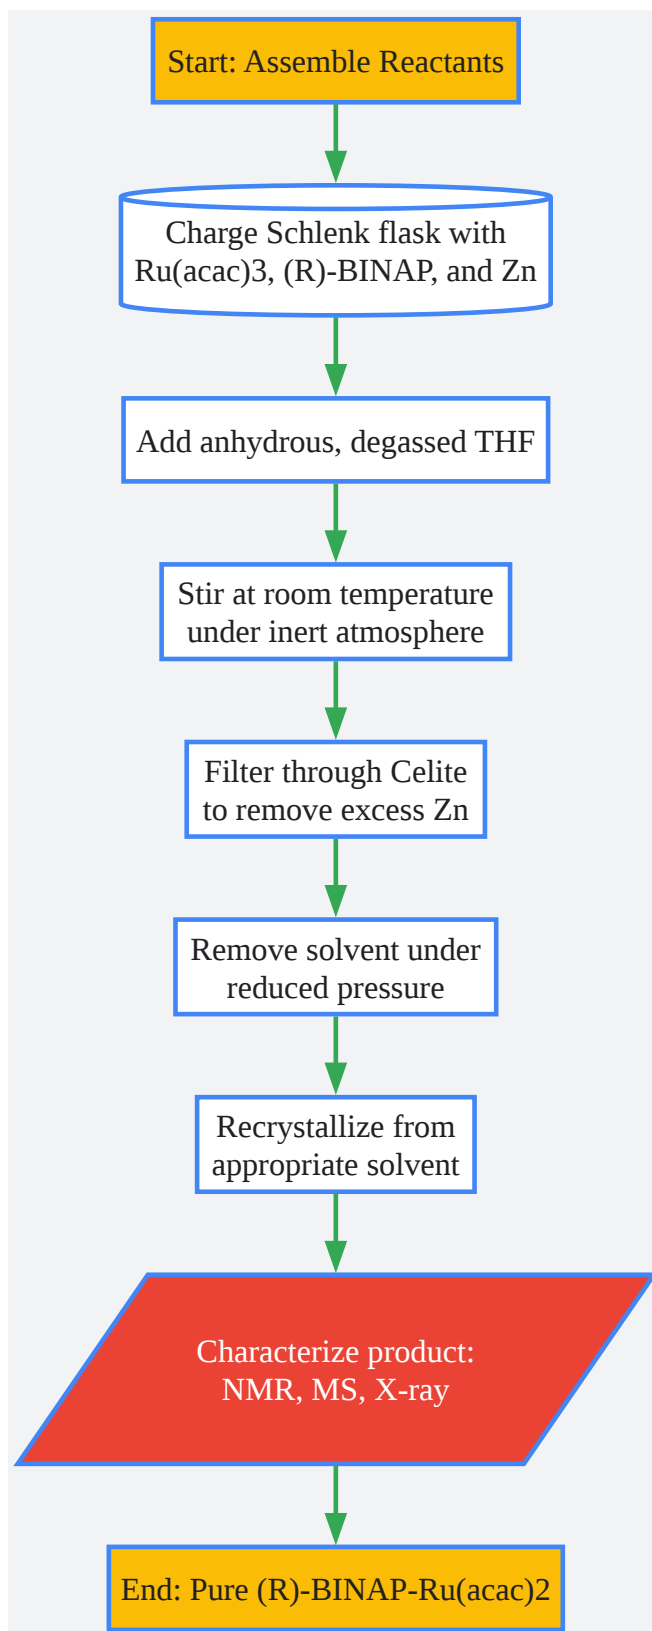 Start: Assemble Reactants
Charge Schlenk flask with
Ru(acac)3, (R)-BINAP, and Zn
Add anhydrous, degassed THF
Stir at room temperature
under inert atmosphere
Filter through Celite
to remove excess Zn
Remove solvent under
reduced pressure
Recrystallize from
appropriate solvent
Characterize product:
NMR, MS, X-ray
End: Pure (R)-BINAP-Ru(acac)2